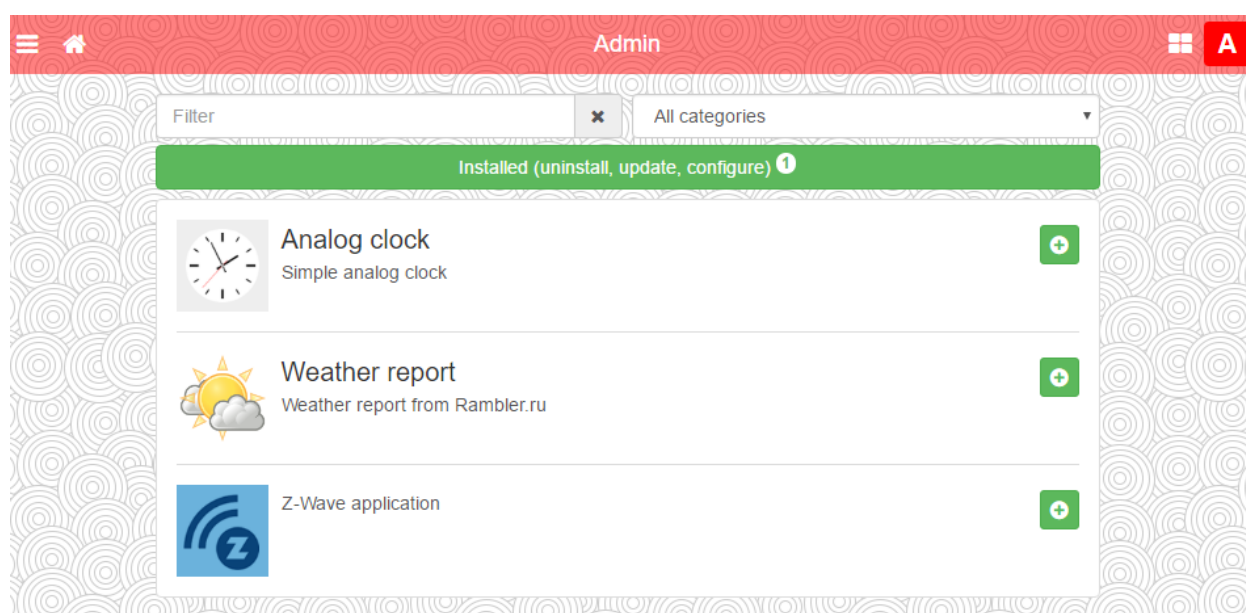 Admin
A
Filter
All categories
Installed (uninstall, update, configure) 1
Analog clock
Simple analog clock
Weather report
Weather report from Rambler.ru
Z-Wave application
Z